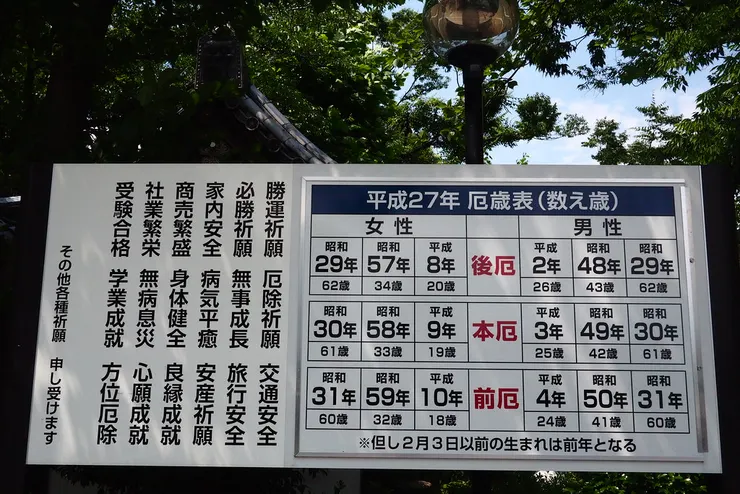 勝運祈願 厄除祈願 交通安全
必勝祈願 無事成長 旅行安全
家内安全 病気平癒 安産祈願
商売繁盛 身体健全 良縁成就
社業繁栄 無病息災 心願成就
受験合格 学業成就 方位厄除
その他各種祈願 申し受けます
平成27年 厄歳表(数え歳)
女性 男性
昭和 昭和 平成 後厄 平成 昭和 昭和
29年 57年 8年 2年 48年 29年
62歳 34歳 20歳 26歳 43歳 62歳
昭和 昭和 平成 本厄 平成 昭和 昭和
30年 58年 9年 3年 49年 30年
61歳 33歳 19歳 25歳 42歳 61歳
昭和 昭和 平成 前厄 平成 昭和 昭和
31年 59年 10年 4年 50年 31年
60歳 32歳 18歳 24歳 41歳 60歳
※但し2月3日以前の生まれは前年となる